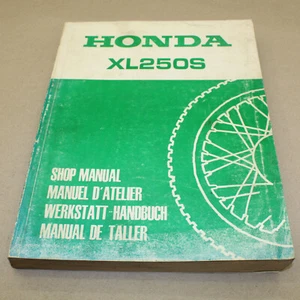 HONDA
XL250S
SHOP MANUAL
MANUEL D'ATELIER
WERKSTATT-HANDBUCH
MANUAL DE TALLER